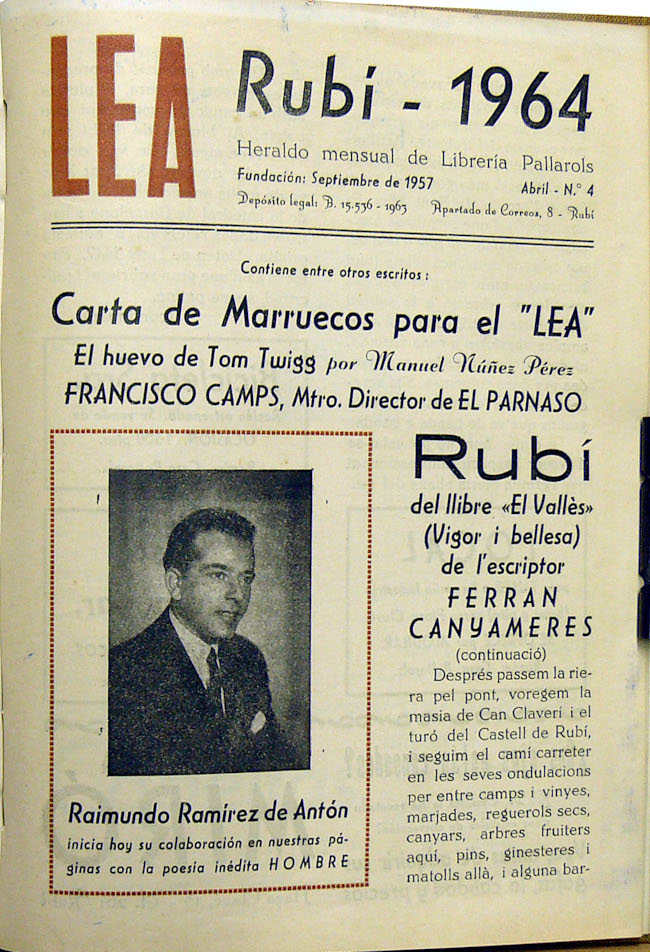 LEA
Rubí - 1964
Heraldo mensual de Librería Pallarols
Fundación: Septiembre de 1957
Abril - N.º 4
Depósito legal: B. 15.536 - 1963
Apartado de Correos, 8 - Rubí
Contiene entre otros escritos:
Carta de Marruecos para el "LEA"
El huevo de Tom Twigg por Manuel Núñez Pérez
FRANCISCO CAMPS, Mtro. Director de EL PARNASO
Raimundo Ramírez de Antón
inicia hoy su colaboración en nuestras pá-
ginas con la poesía inédita HOMBRE
Rubí
del llibre «El Vallès»
(Vigor i bellesa)
de l'escriptor
FERRAN
CANYAMERES
(continuació)
Després passem la rie-
ra pel pont, voregem la
masia de Can Claverí i el
turó del Castell de Rubí,
i seguim el camí carreter
en les seves ondulacions
per entre camps i vinyes,
marjades, reguerols secs,
canyars, arbres fruiters
aquí, pins, ginesteres i
matolls allà, i alguna bar-